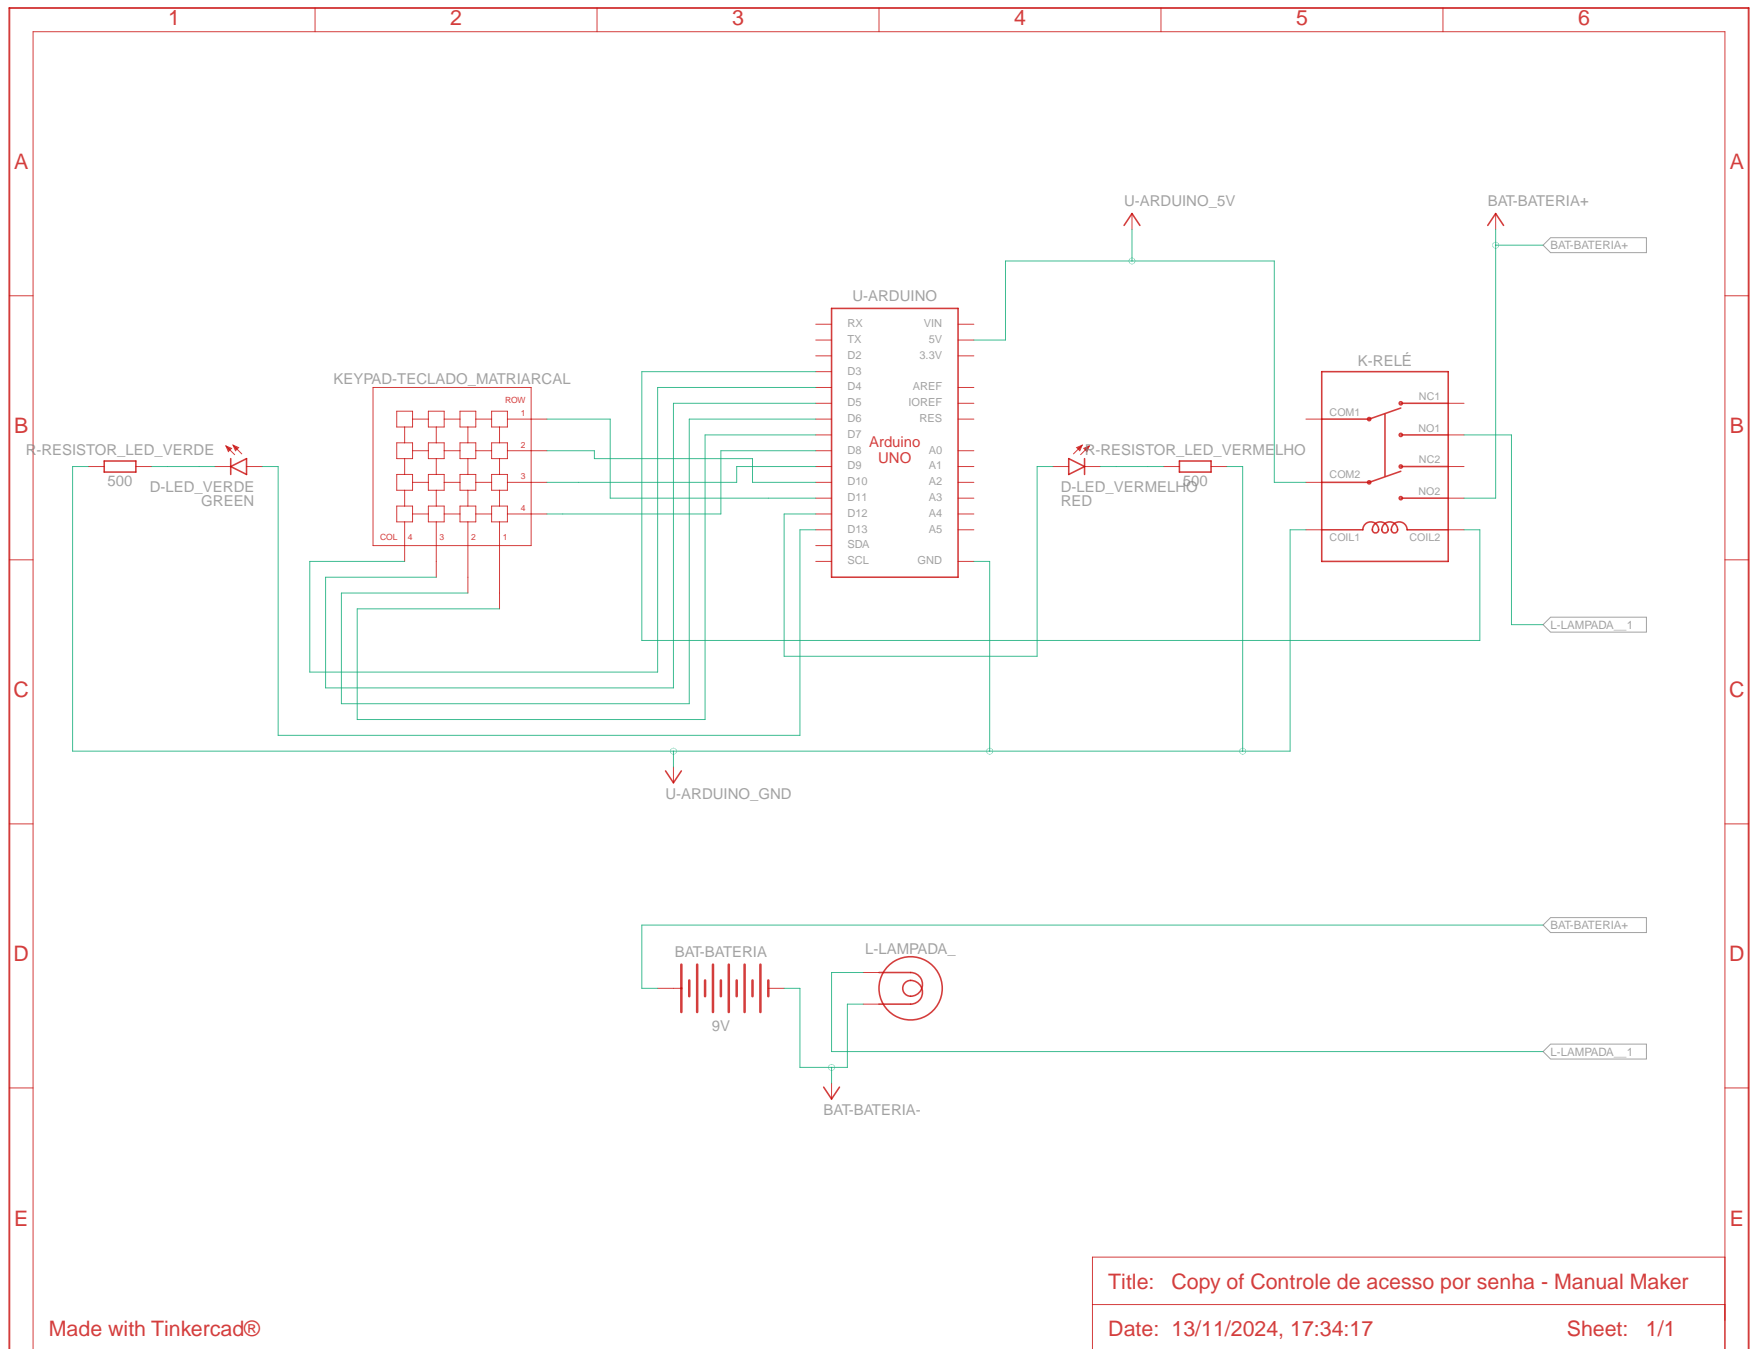 1 2 3 4 5 6
A A
U-ARDUINO_5V BAT-BATERIA+
BAT-BATERIA+
B B
U-ARDUINO
RX VIN
TX 5V
D2 3.3V
D3
D4 AREF
D5 IOREF
D6 RES
D7
Arduino
UNO
D8 A0
D9 A1
D10 A2
D11 A3
D12 A4
D13 A5
SDA
SCL GND
KEYPAD-TECLADO_MATRIARCAL
ROW
1
2
3
4
COL 4 3 2 1
R-RESISTOR_LED_VERDE
500
D-LED_VERDE
GREEN
R-RESISTOR_LED_VERMELHO
500
D-LED_VERMELHO
RED
K-RELÉ
NC1
COM1
NO1
NC2
COM2
NO2
COIL1 COIL2
L-LAMPADA__1
C C
U-ARDUINO_GND
D D
BAT-BATERIA+
BAT-BATERIA
9V
L-LAMPADA_
L-LAMPADA__1
BAT-BATERIA-
E E
Title: Copy of Controle de acesso por senha - Manual Maker
Made with Tinkercad®
Date: 13/11/2024, 17:34:17 Sheet: 1/1